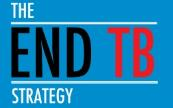 THE
END TB
STRATEGY